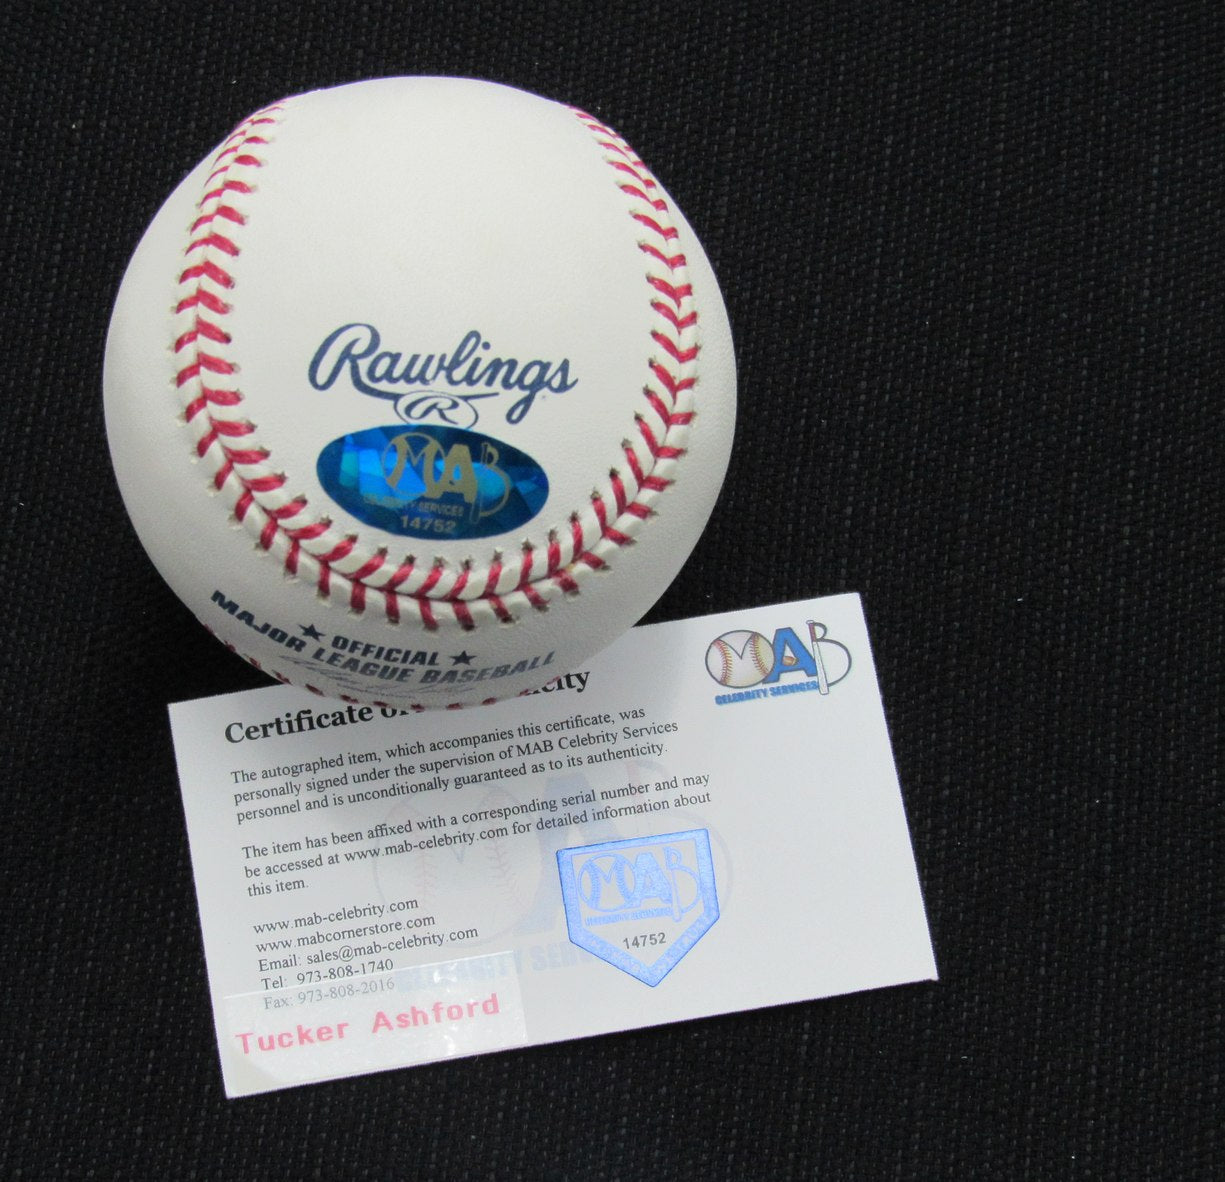 Rawlings
R
MAB
CELEBRITY SERVICES
14752
OFFICIAL
MAJOR LEAGUE BASEBALL
Certificate
MAB
CELEBRITY SERVICES
The autographed item, which accompanies this certificate, was
personally signed under the supervision of MAB Celebrity Services
personnel and is unconditionally guaranteed as to its authenticity.
The item has been affixed with a corresponding serial number and may
be accessed at www.mab-celebrity.com for detailed information about
this item.
www.mab-celebrity.com
www.mabcornerstore.com
Email: sales@mab-celebrity.com
Tel: 973-808-1740
Fax: 973-808-2016
MAB
CELEBRITY SERVICES
14752
Tucker Ashford